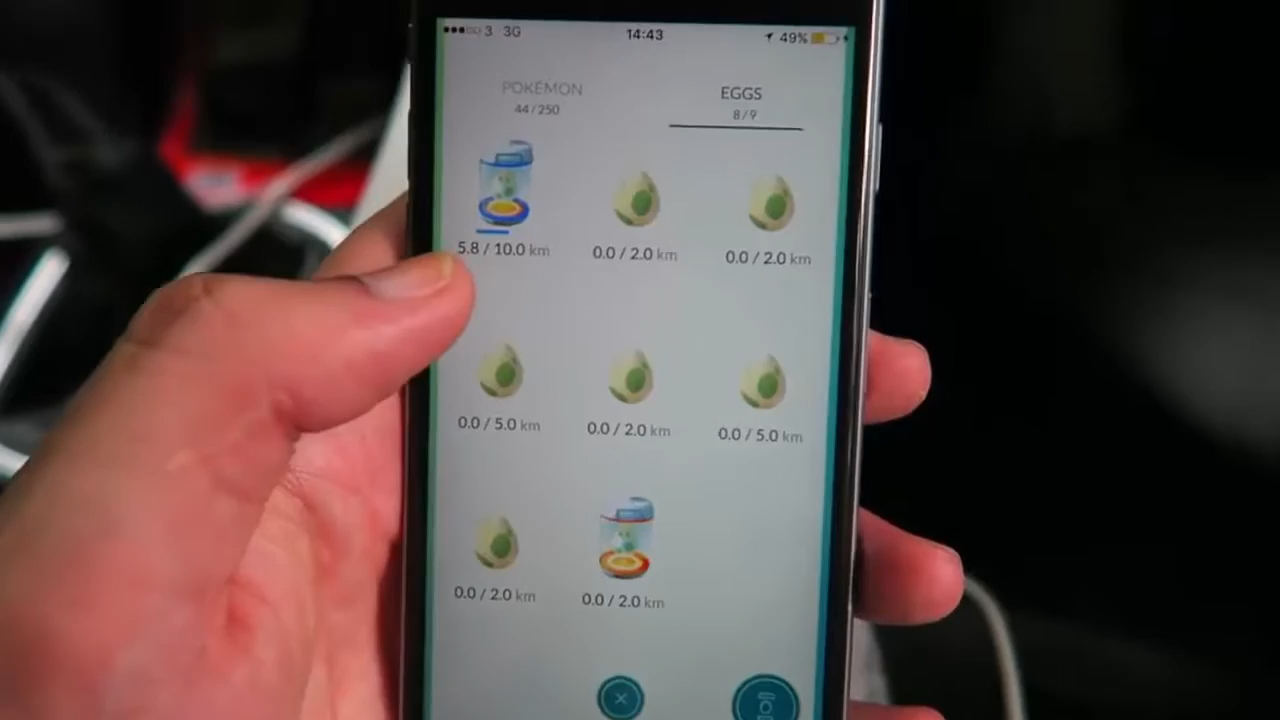 3 3G 14:43 49%
POKÉMON EGGS
44/250 8/9
5.8 / 10.0 km 0.0 / 2.0 km 0.0 / 2.0 km
0.0 / 5.0 km 0.0 / 2.0 km 0.0 / 5.0 km
0.0 / 2.0 km 0.0 / 2.0 km